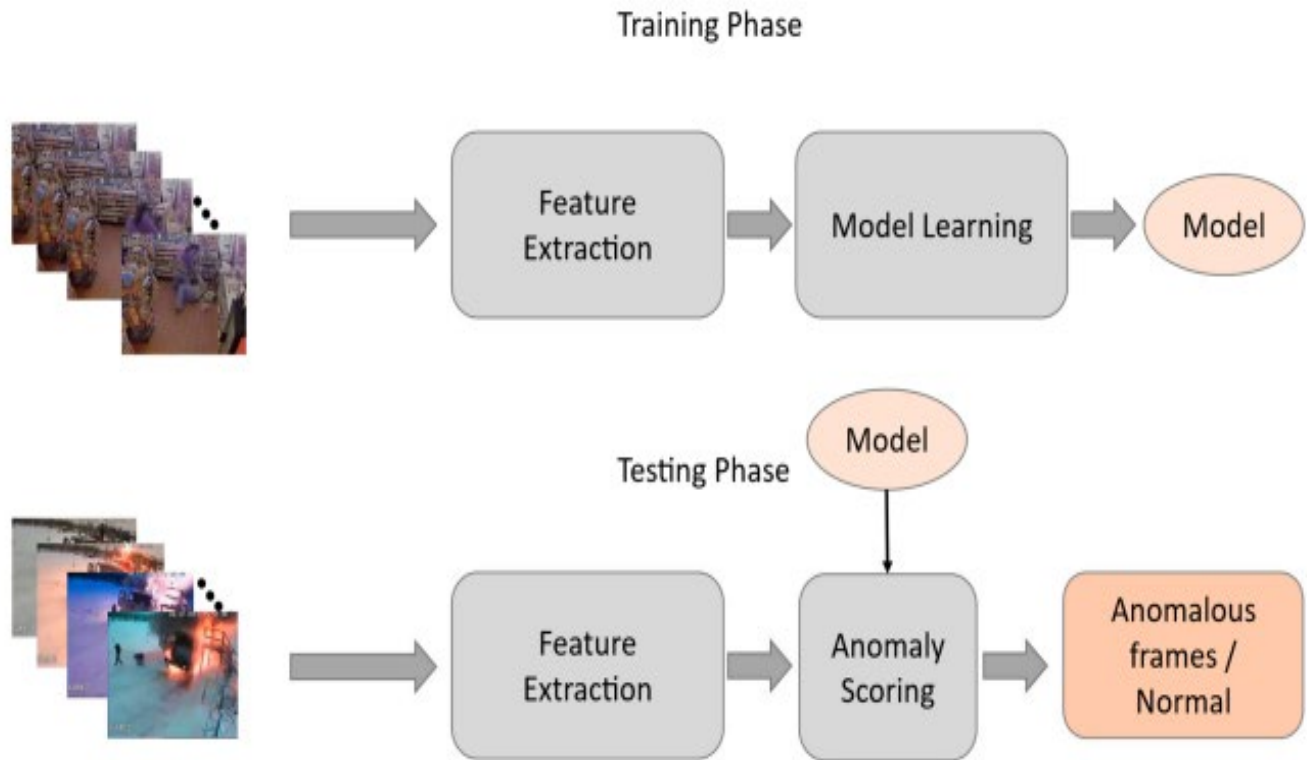 Training Phase
Feature
Extraction
Model Learning
Model
Model
Testing Phase
Feature
Extraction
Anomaly
Scoring
Anomalous
frames /
Normal